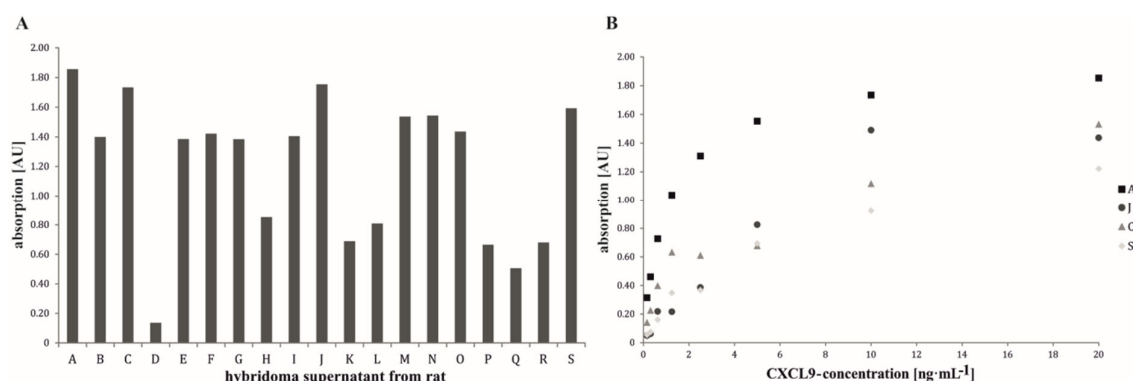 A
2.00
1.80
1.60
1.40
1.20
1.00
0.80
0.60
0.40
0.20
0
absorption [AU]
A B C D E F G H I J K L M N O P Q R S
hybridoma supernatant from rat
B
2.00
1.80
1.60
1.40
1.20
1.00
0.80
0.60
0.40
0.20
0.00
absorption [AU]
0 2 4 6 8 10 12 14 16 18 20
CXCL9-concentration [ng·mL-1]
A
J
S